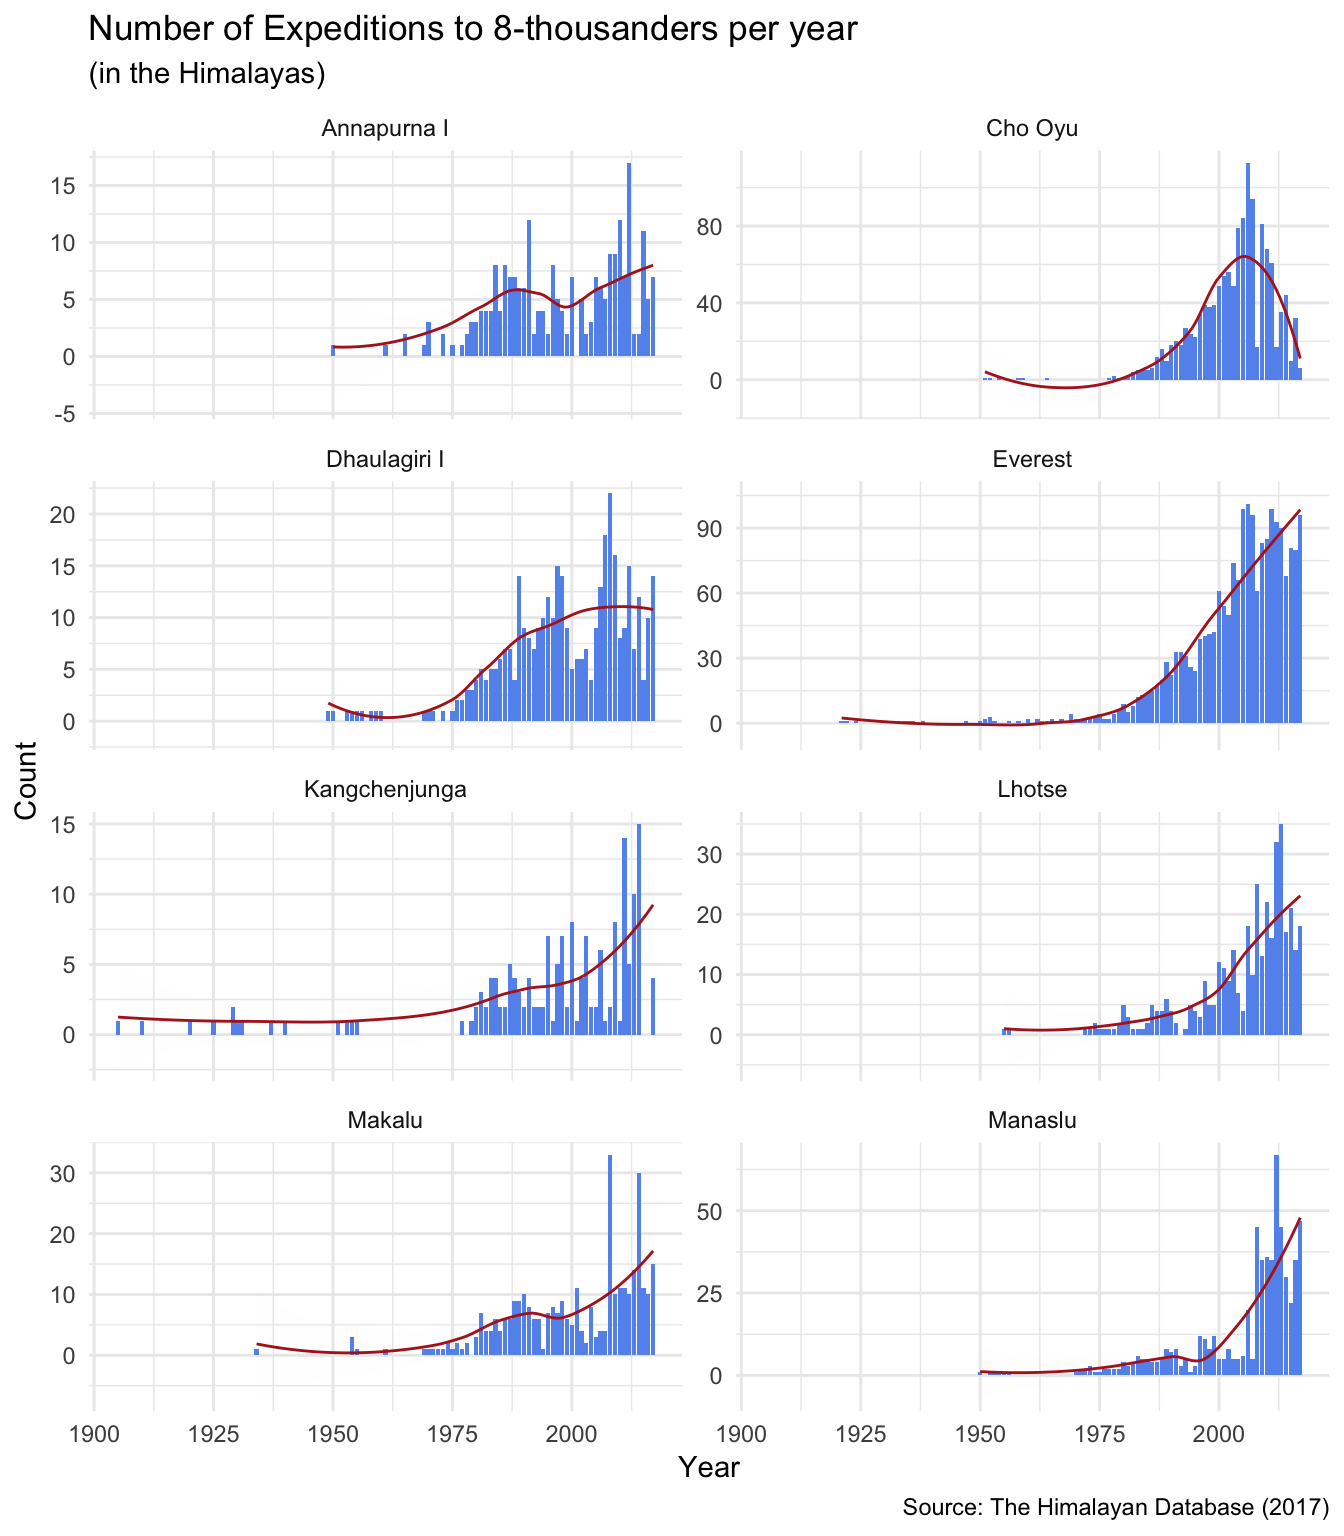 Number of Expeditions to 8-thousanders per year
(in the Himalayas)
Annapurna I
Cho Oyu
15
10
5
0
-5
80
40
0
Dhaulagiri I
Everest
20
15
10
5
0
90
60
30
0
Count
Kangchenjunga
Lhotse
15
10
5
0
30
20
10
0
Makalu
Manaslu
30
20
10
0
50
25
0
1900 1925 1950 1975 2000
1900 1925 1950 1975 2000
Year
Source: The Himalayan Database (2017)